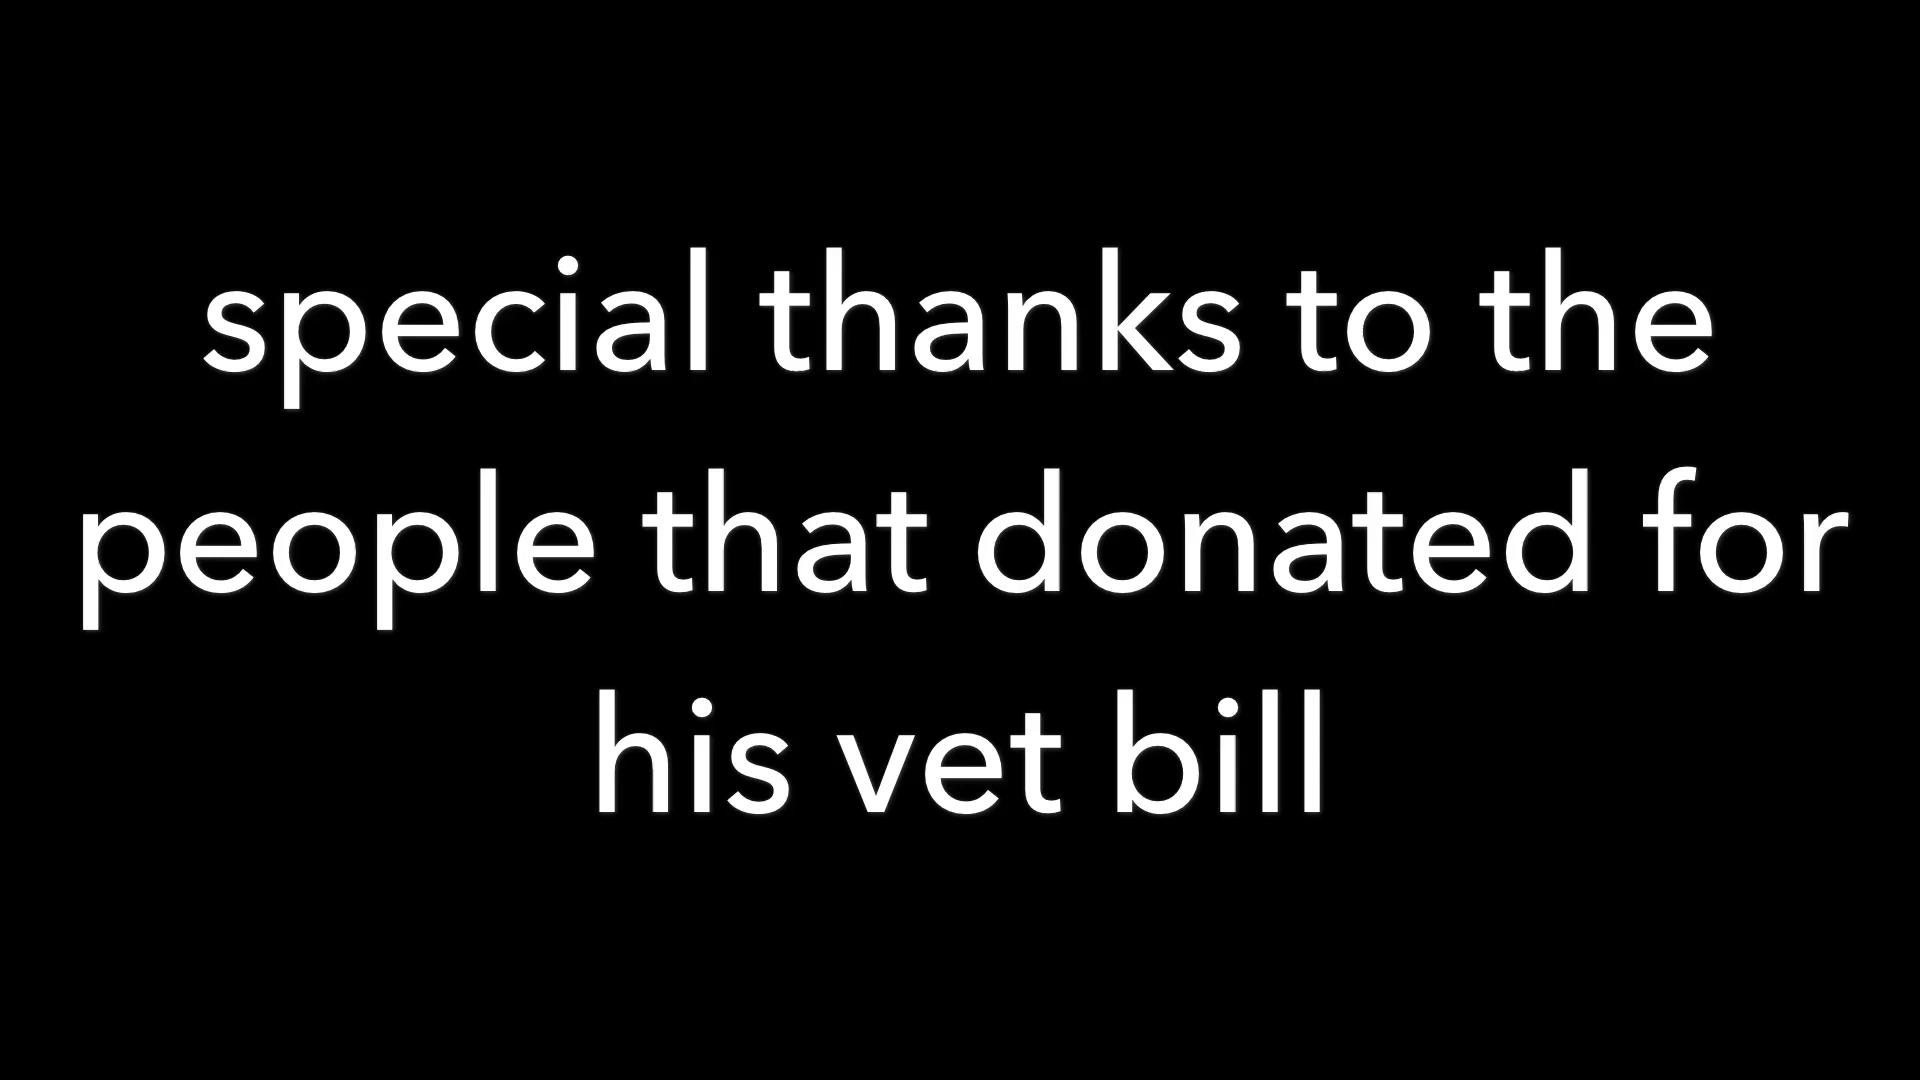 special thanks to the
people that donated for
his vet bill